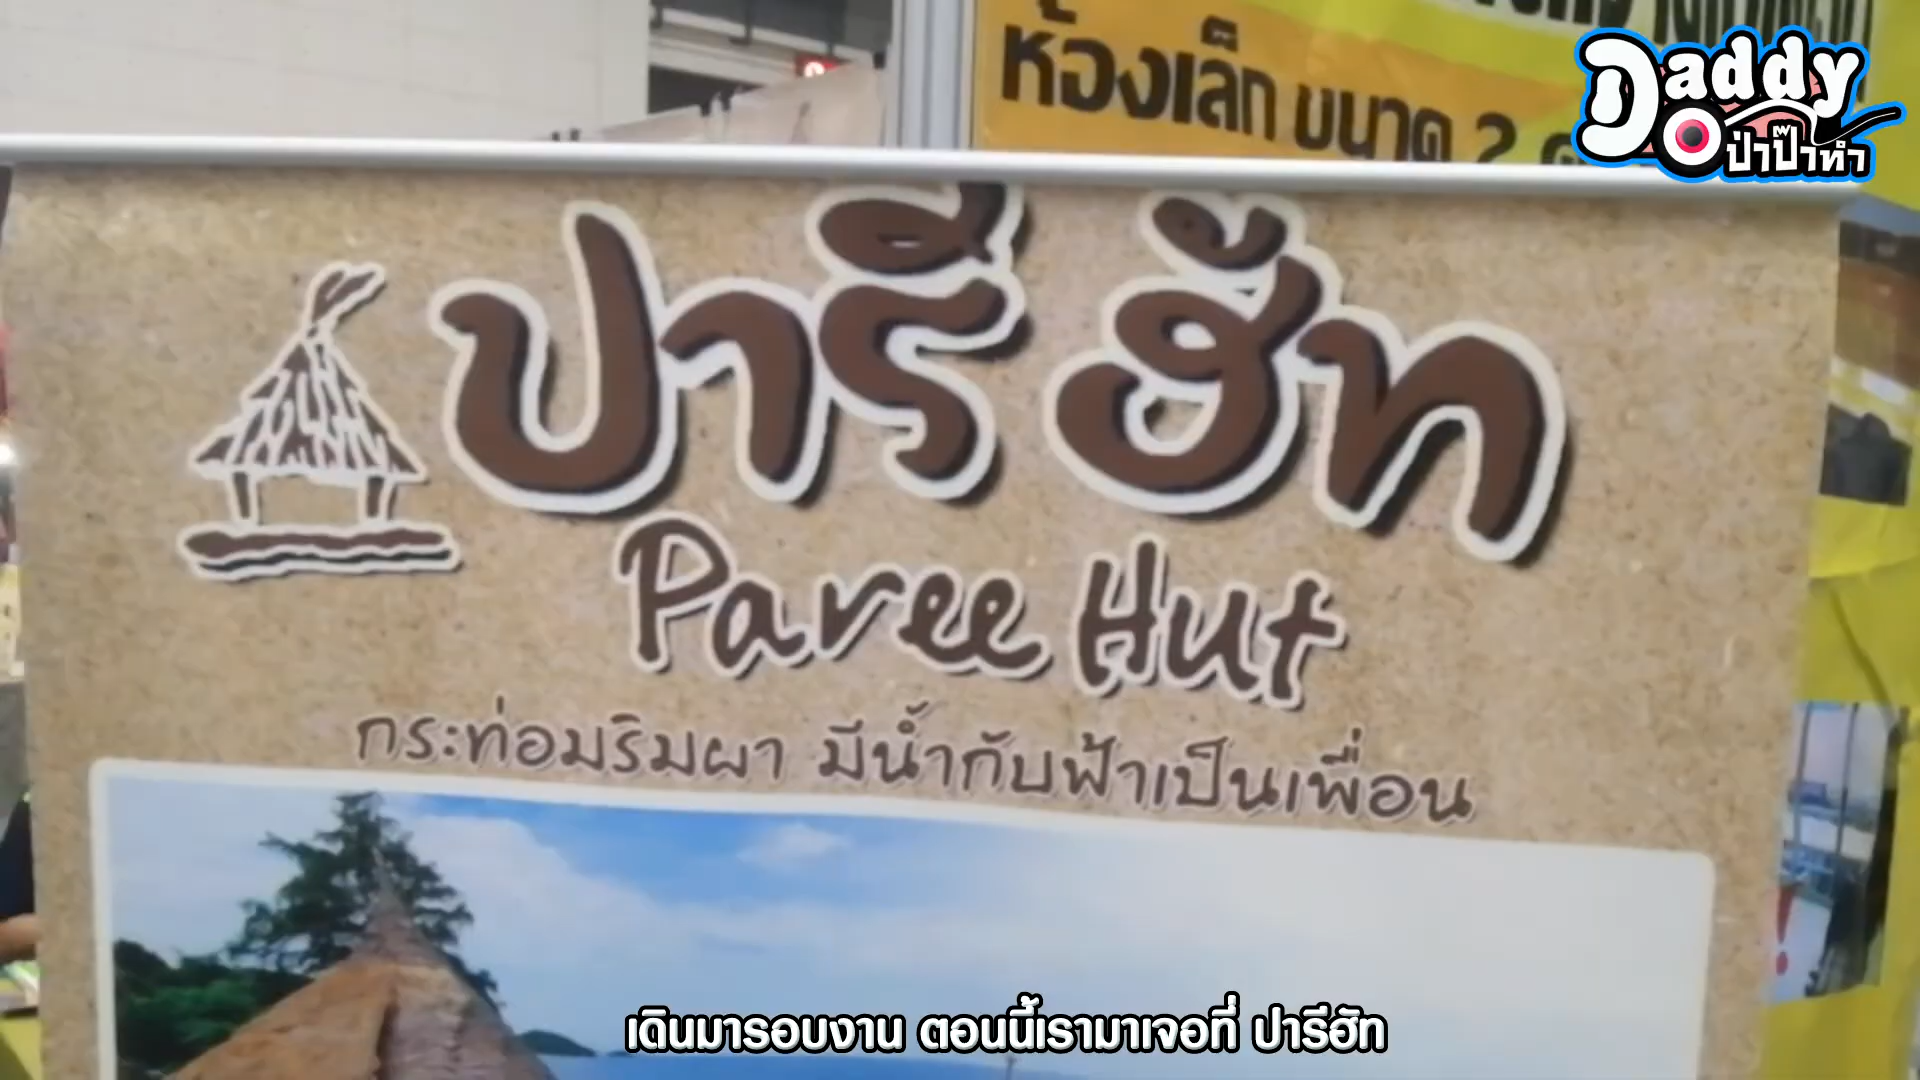 ห้องเล็ก ขนาด 2
Daddy
ป่าป๊าทำ
ปารี ฮัท
Paree Hut
กระท่อมริมผา มีน้ำกับฟ้าเป็นเพื่อน
เดินมารอบงาน ตอนนี้เรามาเจอที่ ปารีฮัท